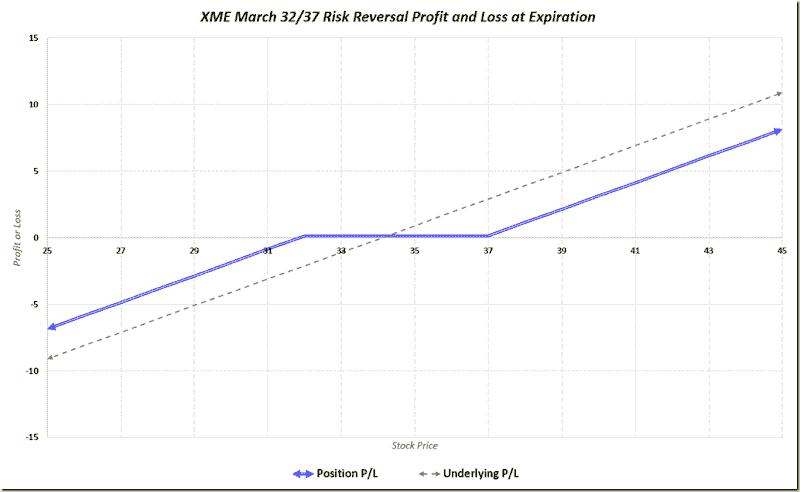 XME March 32/37 Risk Reversal Profit and Loss at Expiration
15
10
5
0
25 27 29 31 33 35 37 39 41 43 45
-5
-10
-15
Profit or Loss
Stock Price
Position P/L Underlying P/L